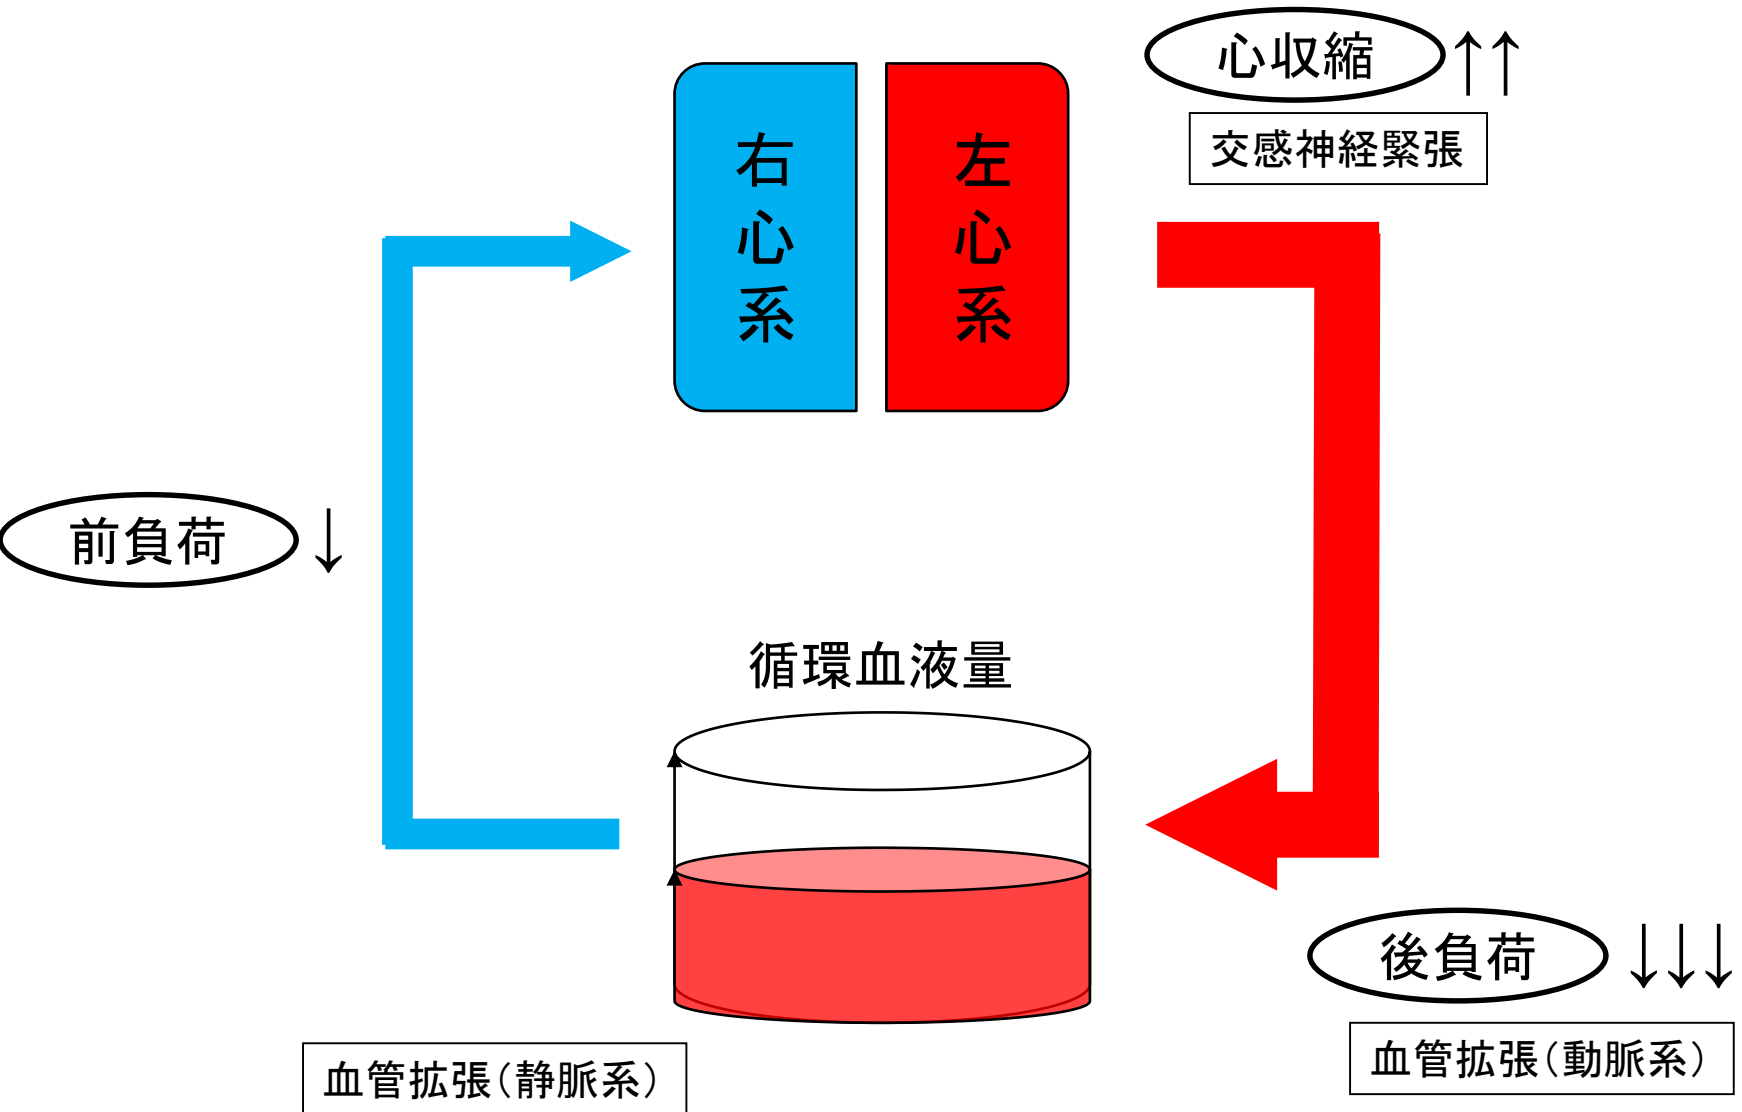 心収縮 ↑↑
交感神経緊張
右心系
左心系
前負荷 ↓
循環血液量
後負荷 ↓↓↓
血管拡張(動脈系)
血管拡張(静脈系)